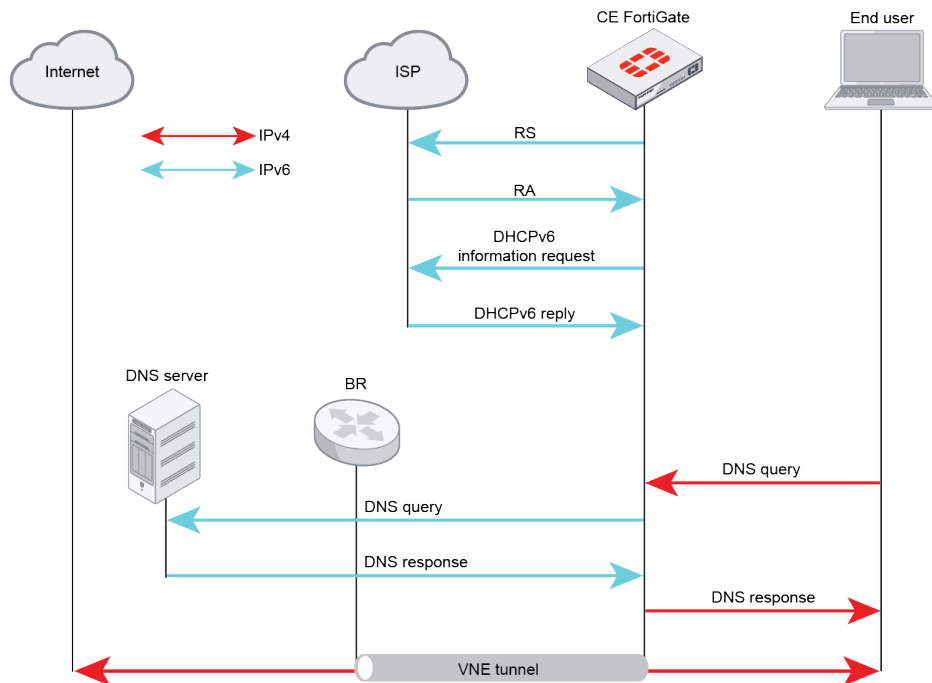 CE FortiGate
End user
Internet
ISP
IPv4
IPv6
RS
RA
DHCPv6
information request
DHCPv6 reply
DNS server
BR
DNS query
DNS query
DNS response
DNS response
VNE tunnel